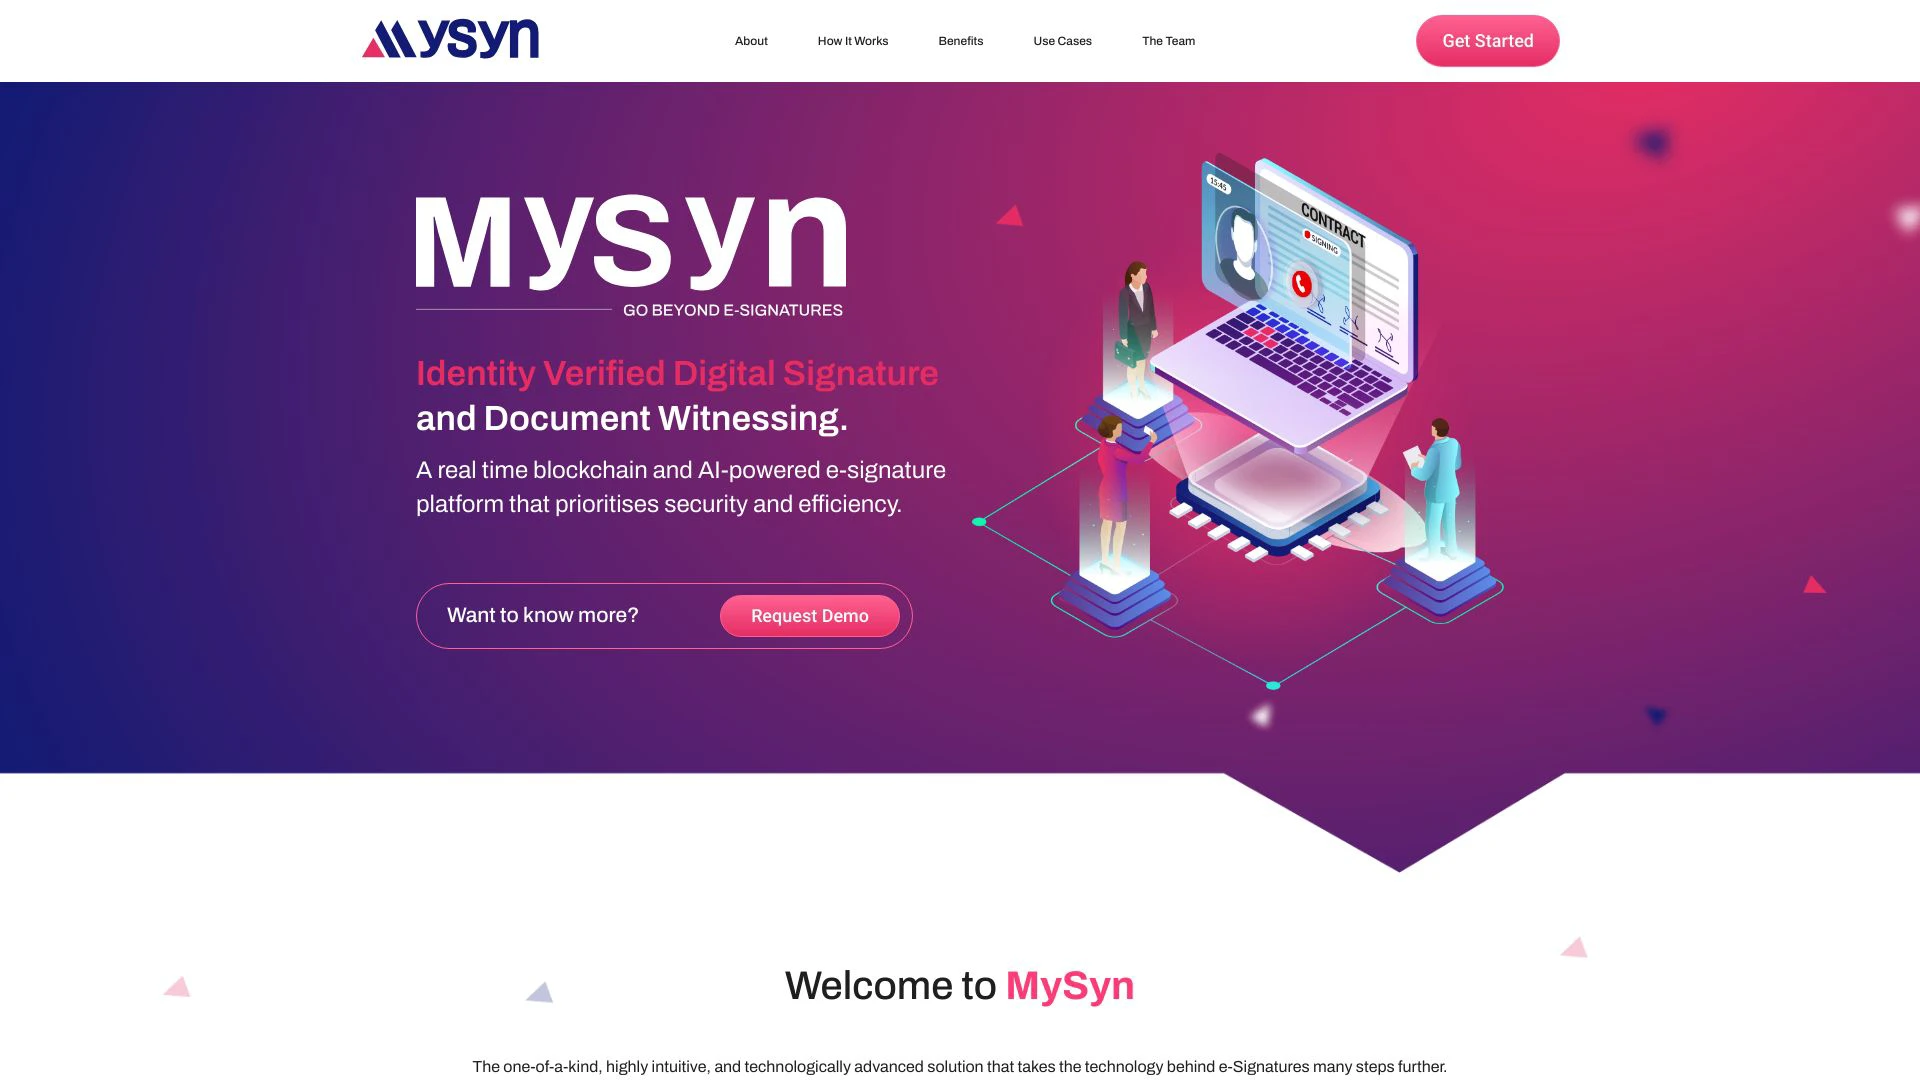 MySyn
About
How It Works
Benefits
Use Cases
The Team
Get Started
MySyn
GO BEYOND E-SIGNATURES
Identity Verified Digital Signature
and Document Witnessing.
A real time blockchain and AI-powered e-signature
platform that prioritises security and efficiency.
Want to know more?
Request Demo
15:45
CONTRACT
SIGNING
Welcome to MySyn
The one-of-a-kind, highly intuitive, and technologically advanced solution that takes the technology behind e-Signatures many steps further.